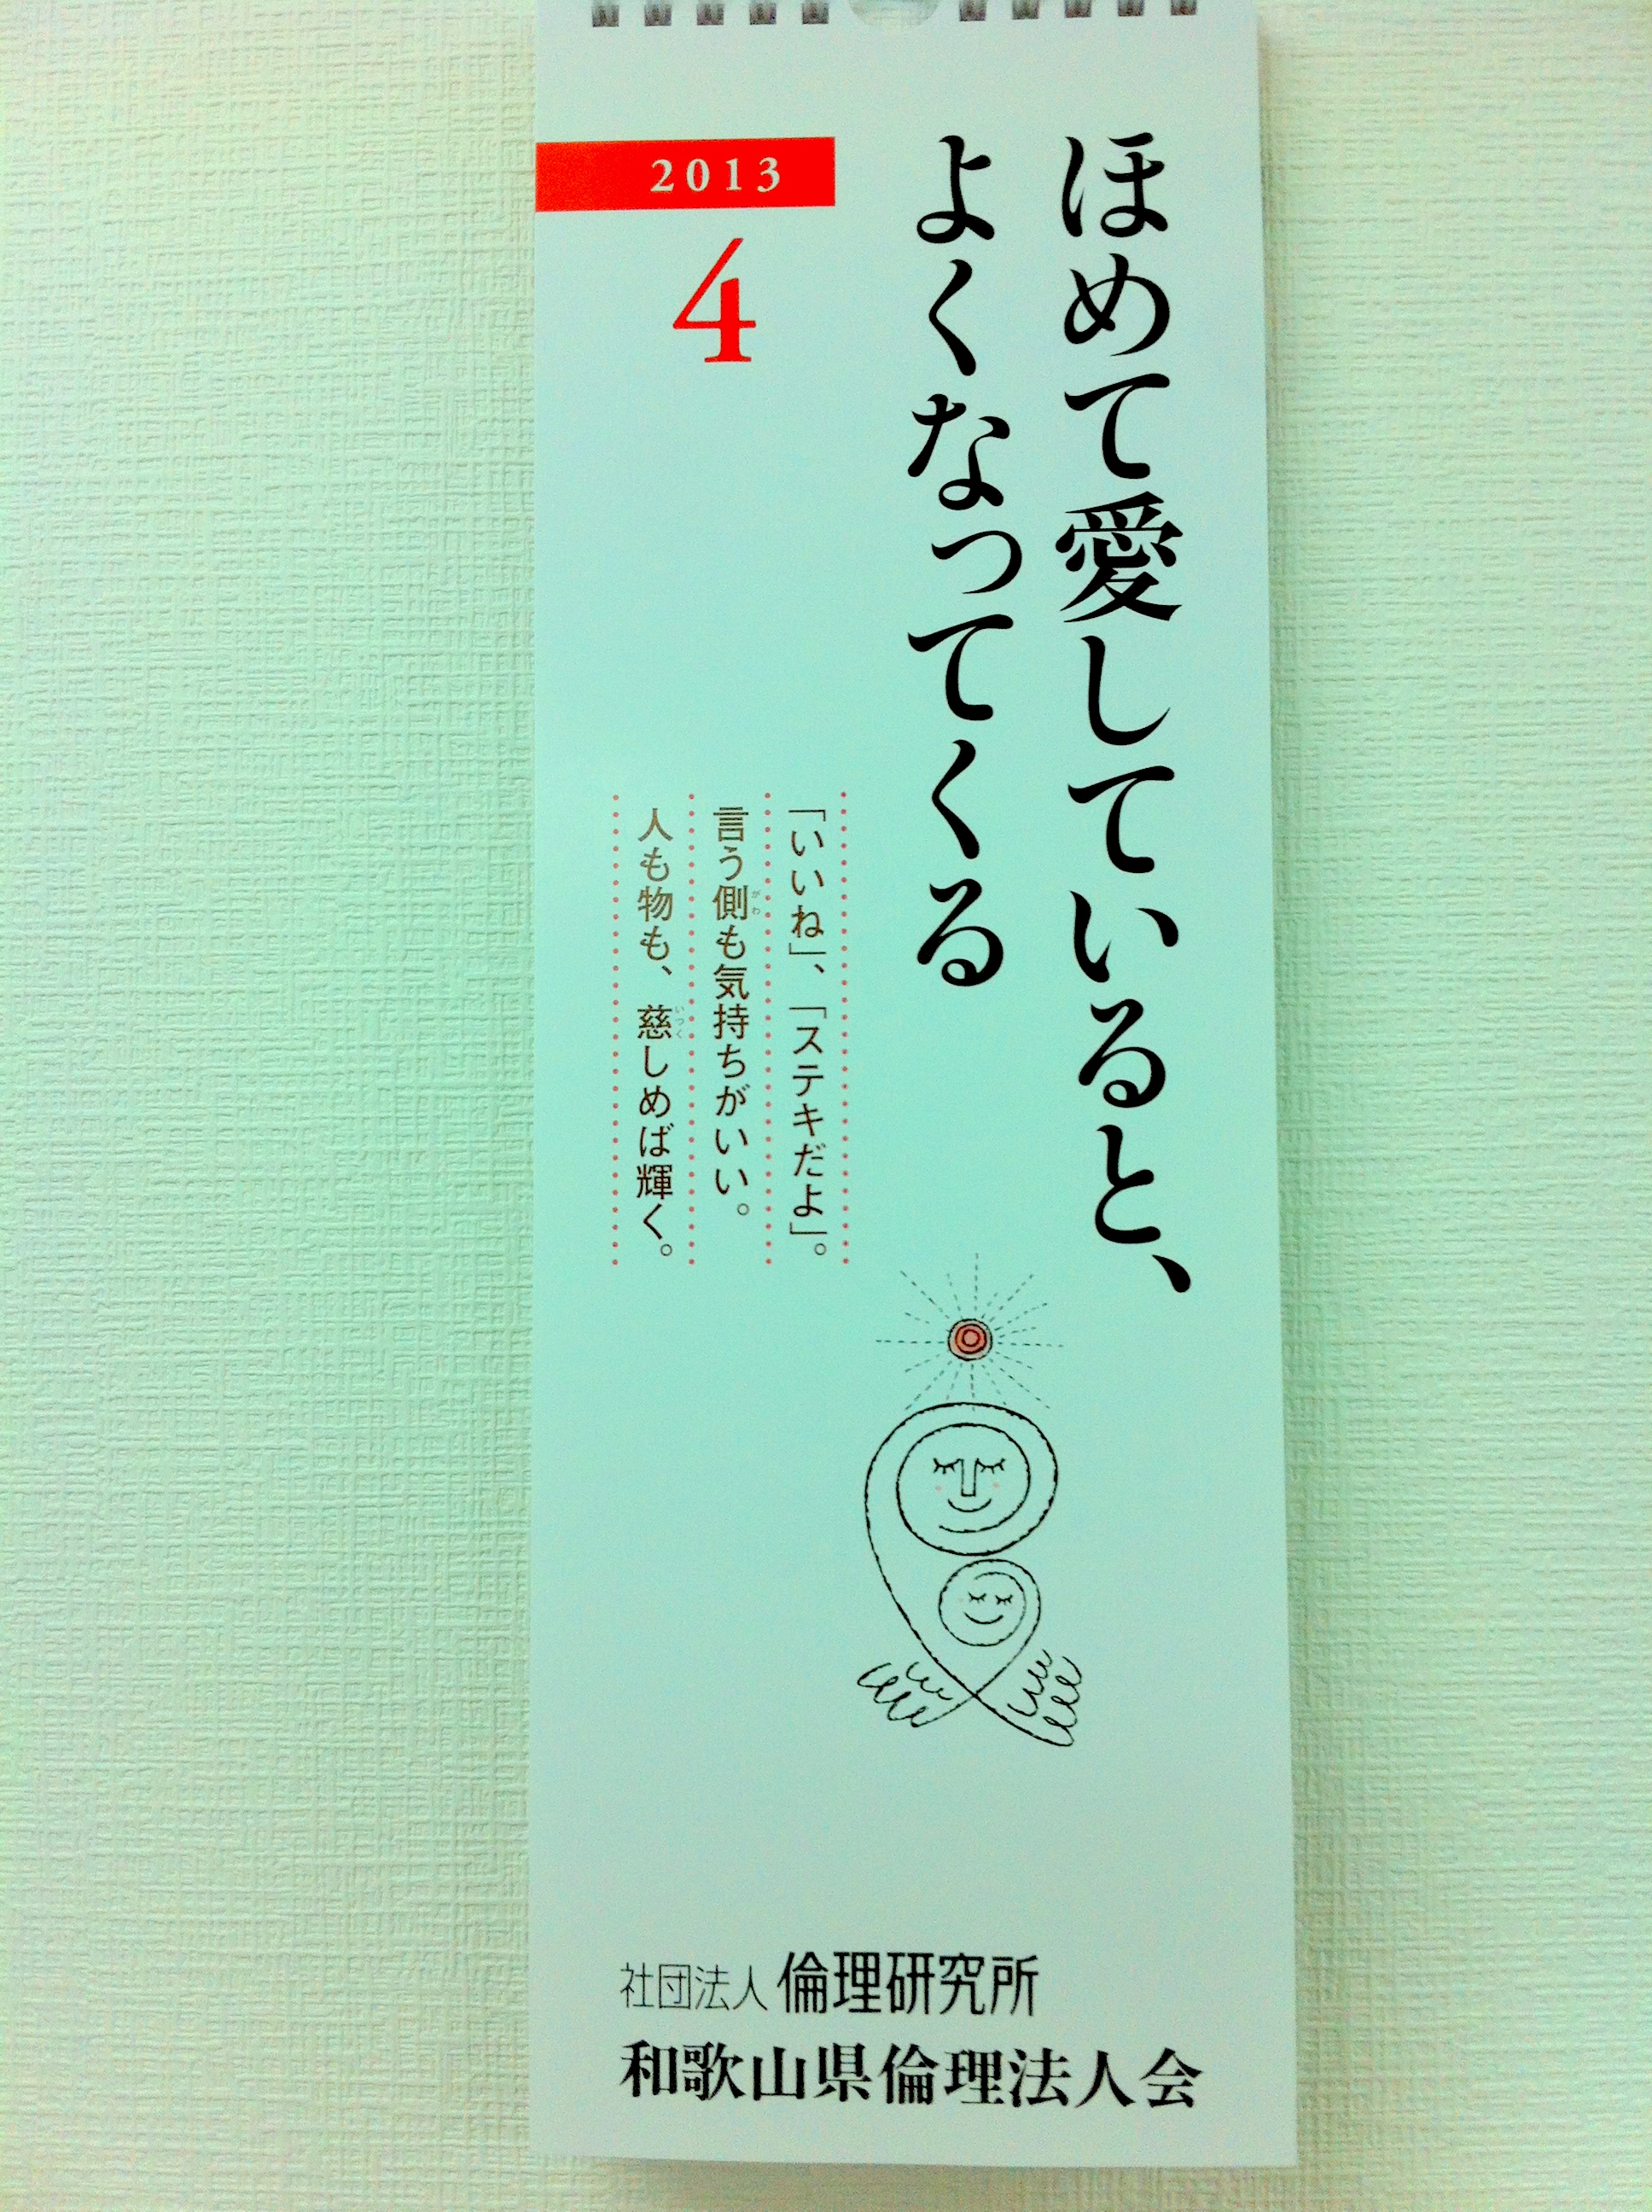 ほめて愛していると、
よくなってくる
2013
4
「いいね」、「ステキだよ」。
言う側も気持ちがいい。
人も物も、慈しめば輝く。
社団法人 倫理研究所
和歌山県倫理法人会